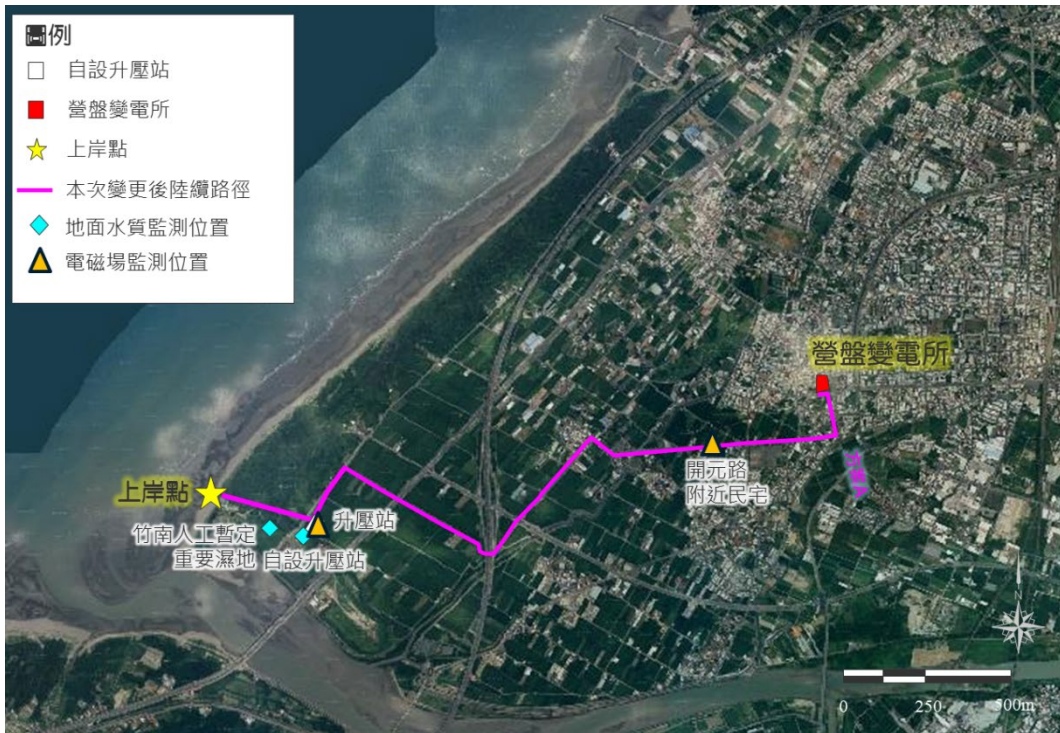 圖例
自設升壓站
營盤變電所
上岸點
本次變更後陸纜路徑
地面水質監測位置
電磁場監測位置
營盤變電所
方案A
開元路
附近民宅
上岸點
升壓站
竹南人工暫定
重要濕地
自設升壓站
N
0 250 500m